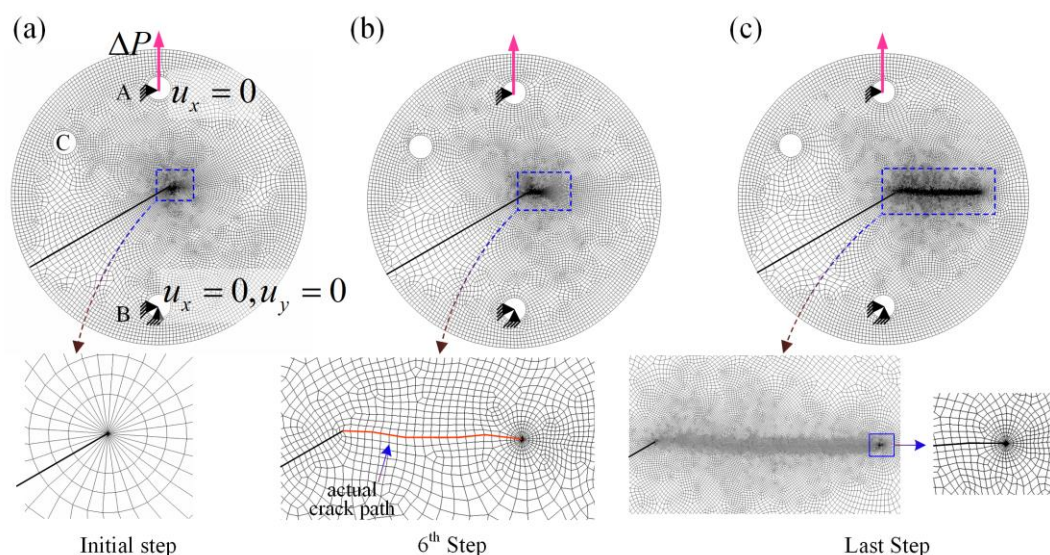 (a)
(b)
(c)
ΔP
A
u_x = 0
C
B
u_x = 0, u_y = 0
actual
crack path
Initial step
6th Step
Last Step